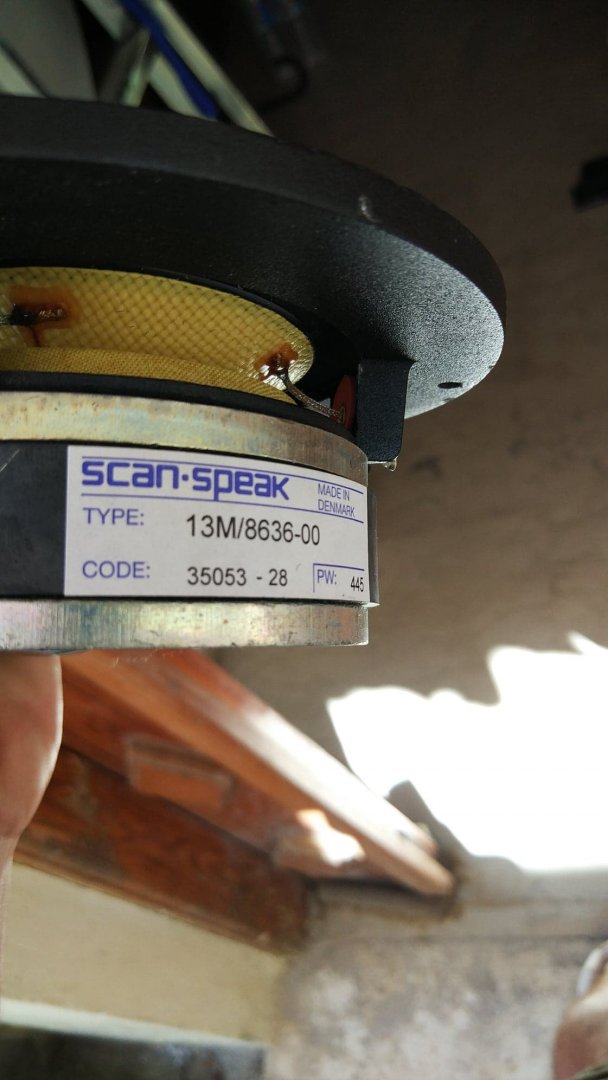 scan·speak
MADE IN
DENMARK
TYPE: 13M/8636-00
CODE: 35053 - 28
PW: 445